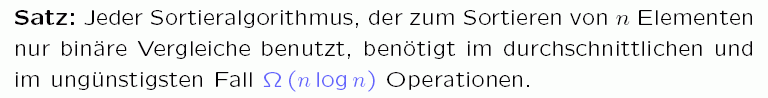 Satz: Jeder Sortieralgorithmus, der zum Sortieren von n Elementen
nur binäre Vergleiche benutzt, benötigt im durchschnittlichen und
im ungünstigsten Fall Ω (n log n) Operationen.